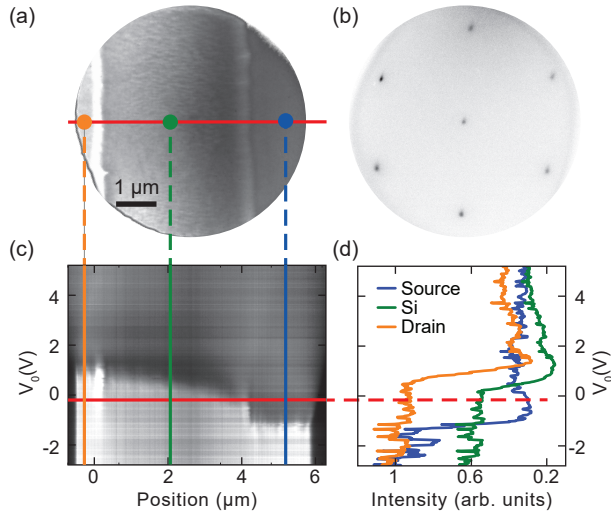 (a)
(b)
1 µm
(c)
(d)
4
2
0
-2
V₀(V)
0
2
4
6
Position (µm)
Source
Si
Drain
4
2
0
-2
V₀(V)
1
0.6
0.2
Intensity (arb. units)